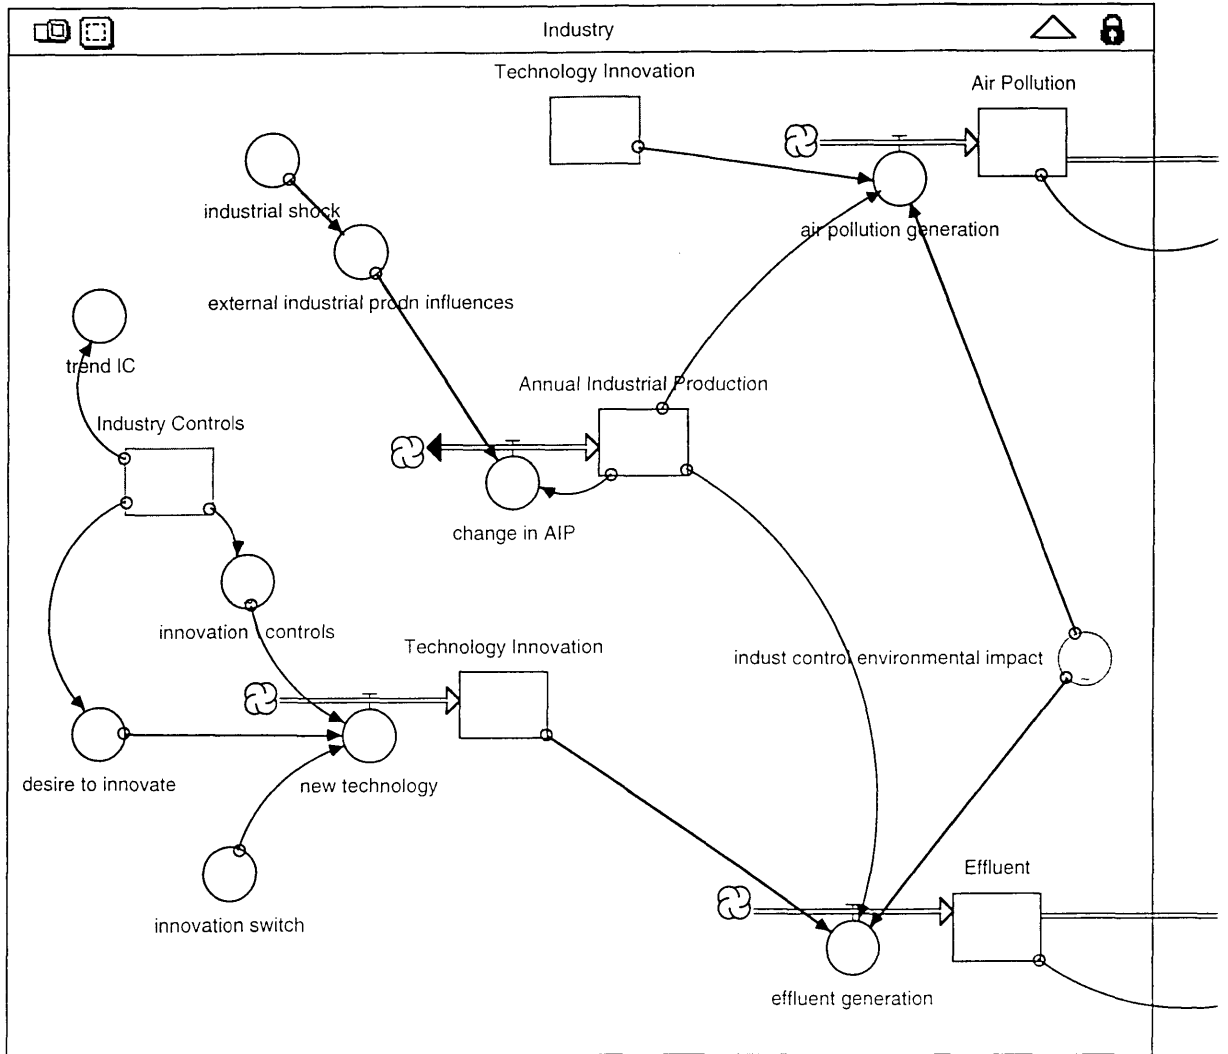 Industry
Technology Innovation
Air Pollution
industrial shock
air pollution generation
external industrial prodn influences
trend IC
Annual Industrial Production
Industry Controls
change in AIP
innovation controls
Technology Innovation
indust control environmental impact
desire to innovate
new technology
Effluent
innovation switch
effluent generation